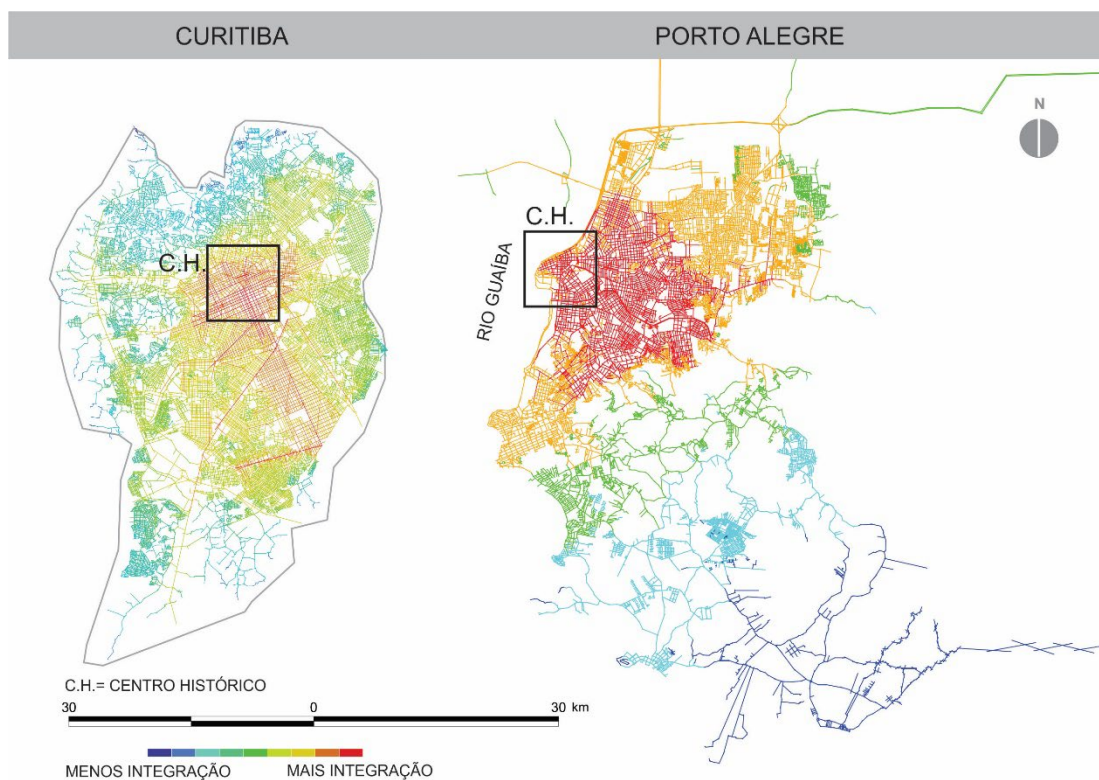 CURITIBA
PORTO ALEGRE
N
C.H.
C.H.
RIO GUAÍBA
C.H.= CENTRO HISTÓRICO
30 0 30 km
MENOS INTEGRAÇÃO MAIS INTEGRAÇÃO